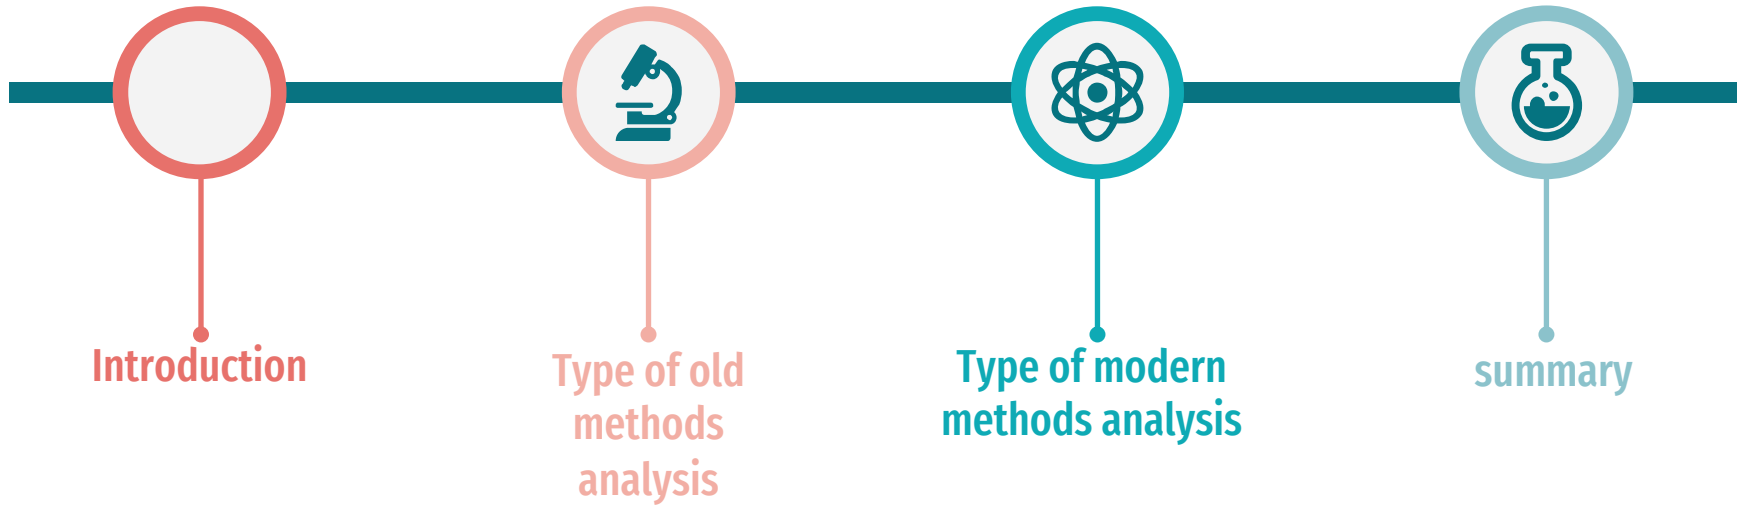 Introduction
Type of old
methods
analysis
Type of modern
methods analysis
summary